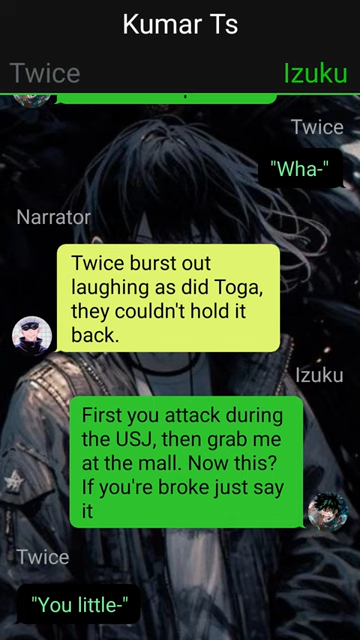 Kumar Ts
Twice
Izuku
Twice
"Wha-"
Narrator
Twice burst out
laughing as did Toga,
they couldn't hold it
back.
Izuku
First you attack during
the USJ, then grab me
at the mall. Now this?
If you're broke just say
it
Twice
"You little-"